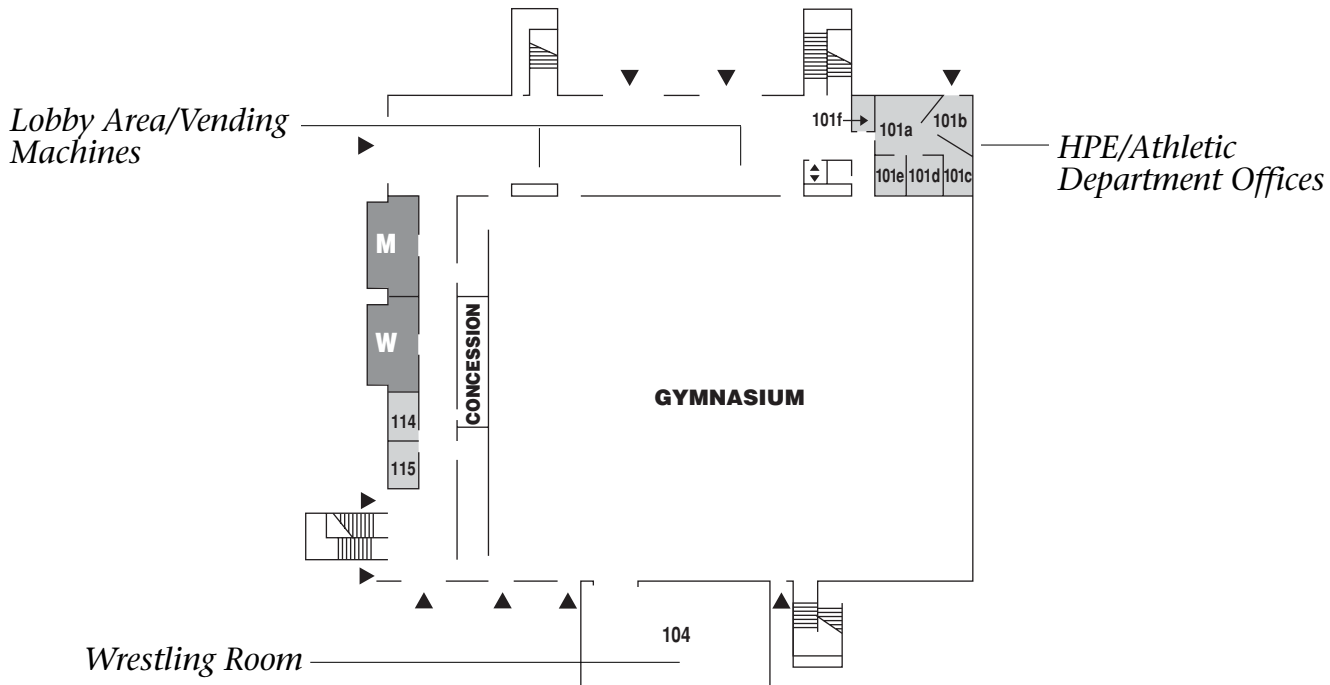 Lobby Area/Vending
Machines
101f
101a
101b
HPE/Athletic
Department Offices
101e
101d
101c
M
W
CONCESSION
GYMNASIUM
114
115
104
Wrestling Room